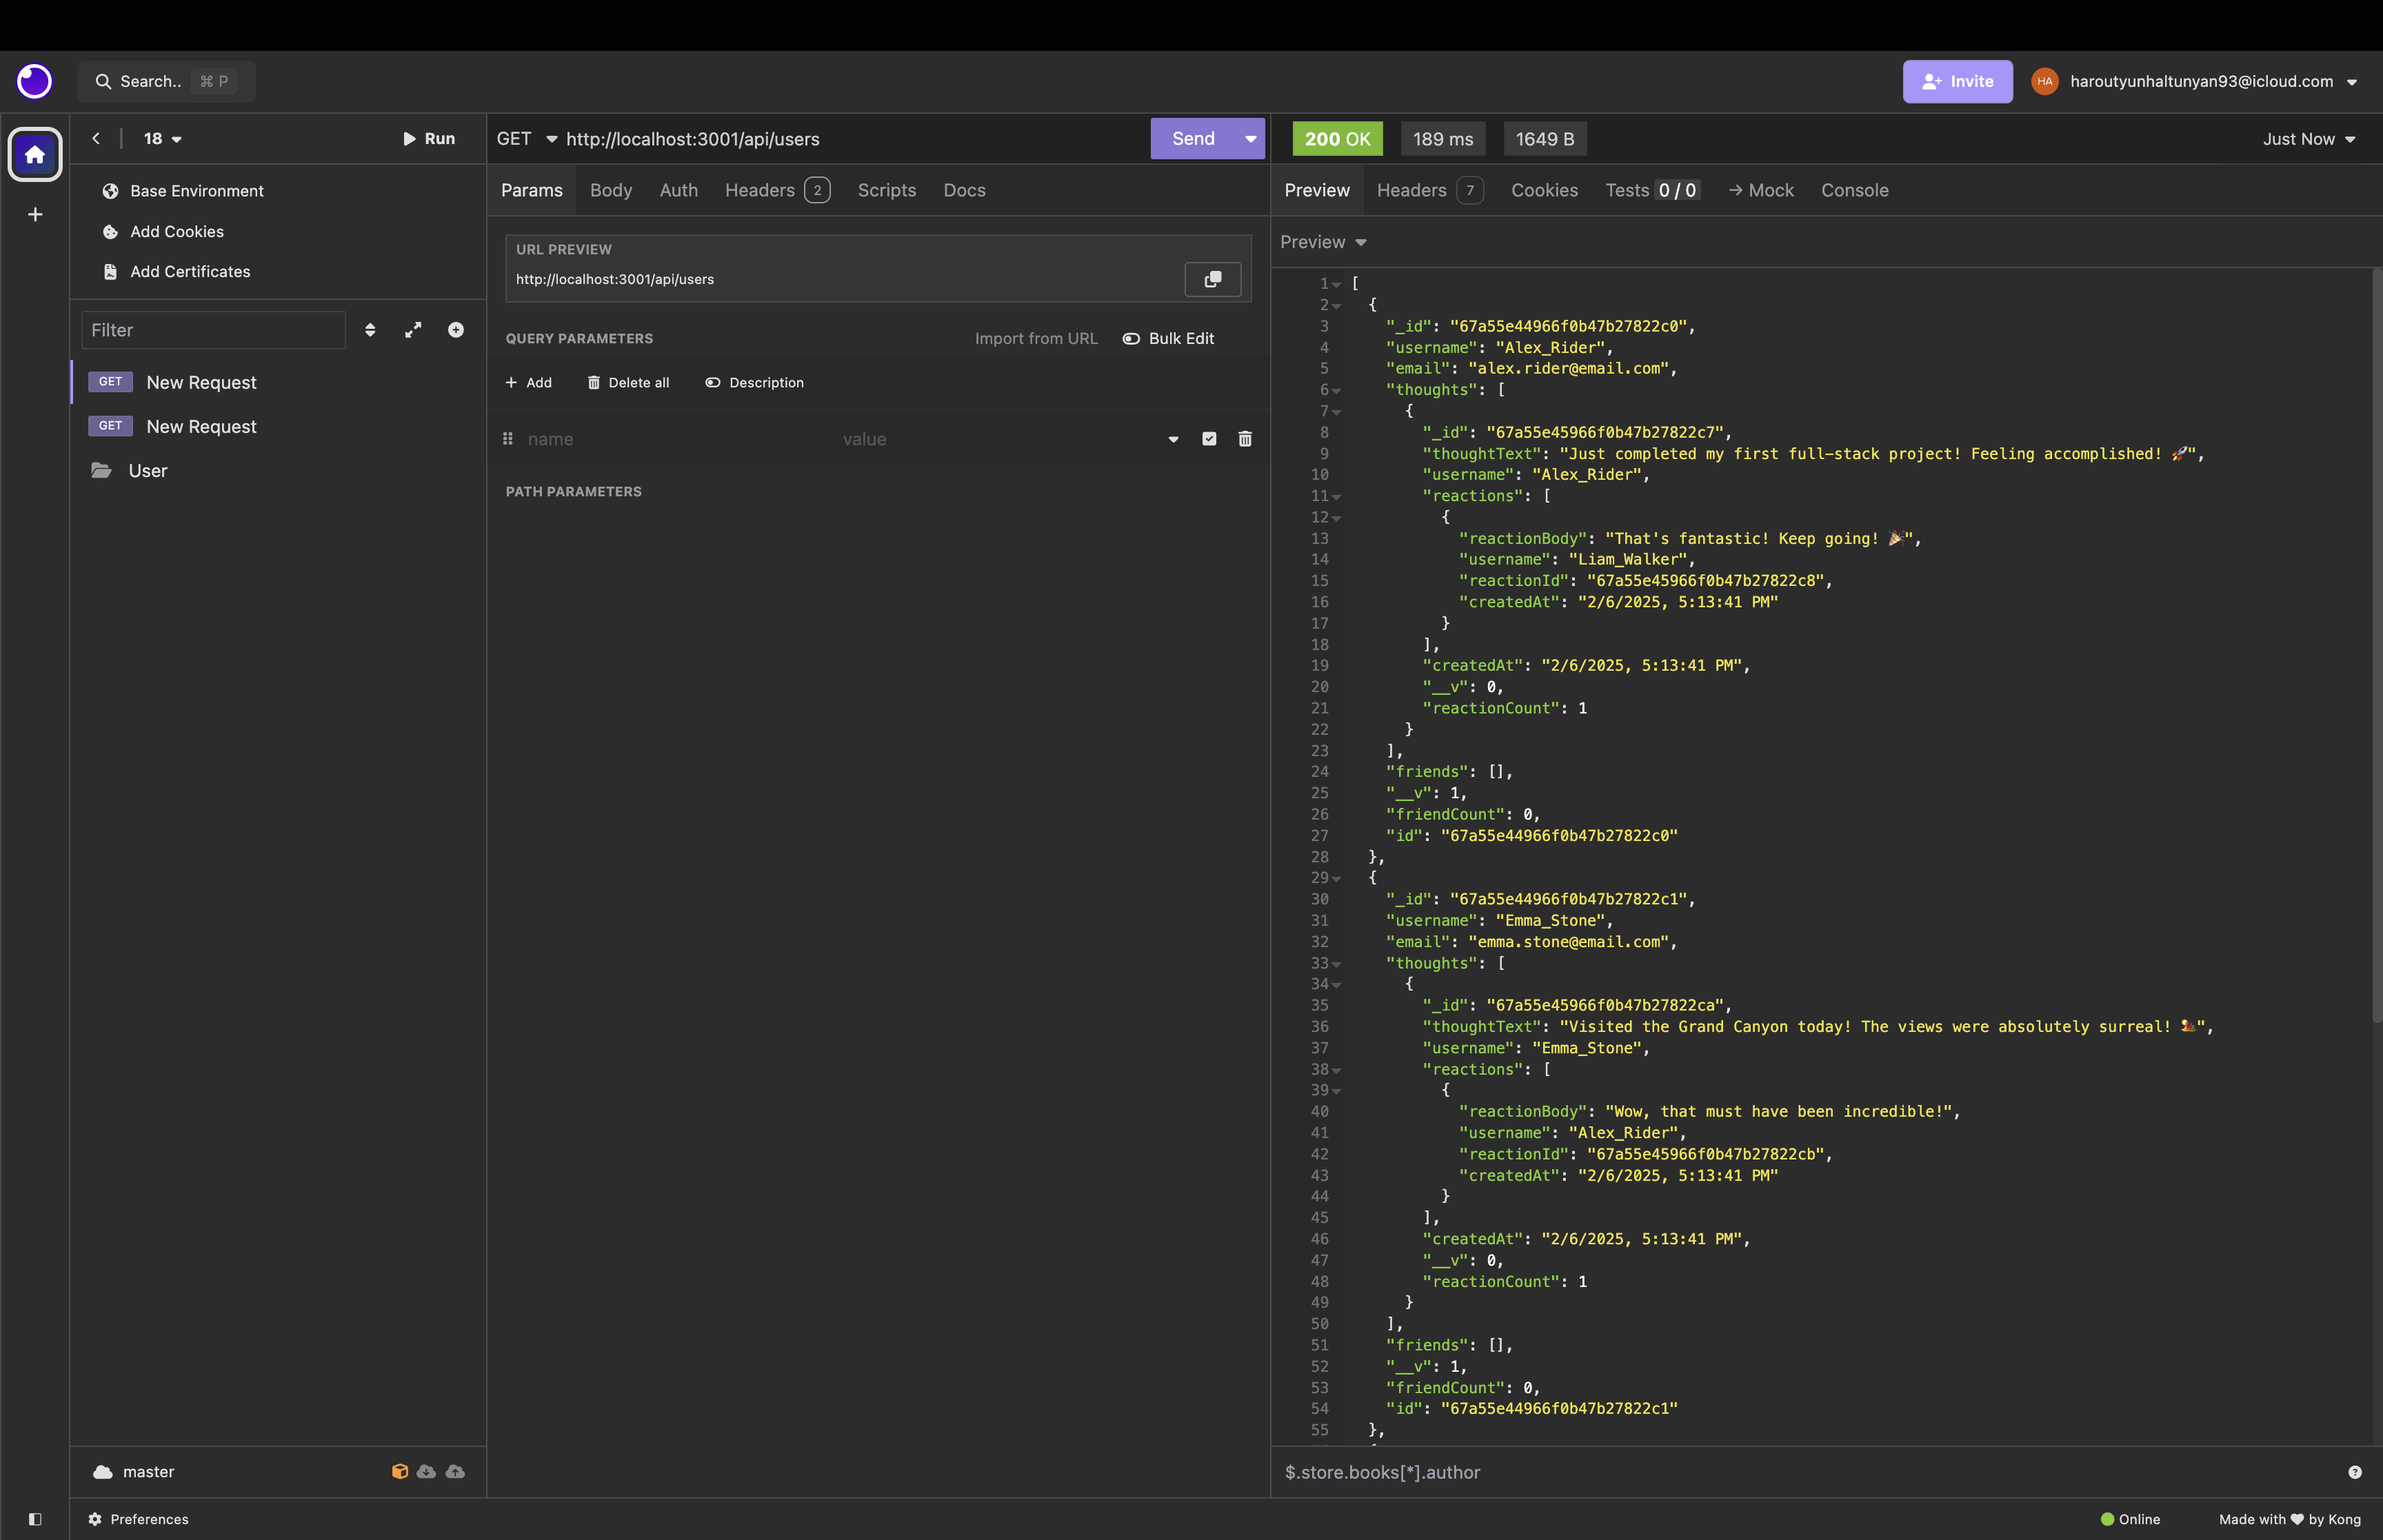 Search.. ⌘ P
Invite
HA haroutyunhaltunyan93@icloud.com
18
Run
Base Environment
Add Cookies
Add Certificates
Filter
GET New Request
GET New Request
User
master
GET http://localhost:3001/api/users
Send
Params Body Auth Headers 2 Scripts Docs
URL PREVIEW
http://localhost:3001/api/users
QUERY PARAMETERS Import from URL Bulk Edit
+ Add Delete all Description
name value
PATH PARAMETERS
200 OK 189 ms 1649 B Just Now
Preview Headers 7 Cookies Tests 0 / 0 → Mock Console
Preview
1 [
2 {
3 "_id": "67a55e44966f0b47b27822c0",
4 "username": "Alex_Rider",
5 "email": "alex.rider@email.com",
6 "thoughts": [
7 {
8 "_id": "67a55e45966f0b47b27822c7",
9 "thoughtText": "Just completed my first full-stack project! Feeling accomplished! 🚀",
10 "username": "Alex_Rider",
11 "reactions": [
12 {
13 "reactionBody": "That's fantastic! Keep going! 🎉",
14 "username": "Liam_Walker",
15 "reactionId": "67a55e45966f0b47b27822c8",
16 "createdAt": "2/6/2025, 5:13:41 PM"
17 }
18 ],
19 "createdAt": "2/6/2025, 5:13:41 PM",
20 "__v": 0,
21 "reactionCount": 1
22 }
23 ],
24 "friends": [],
25 "__v": 1,
26 "friendCount": 0,
27 "id": "67a55e44966f0b47b27822c0"
28 },
29 {
30 "_id": "67a55e44966f0b47b27822c1",
31 "username": "Emma_Stone",
32 "email": "emma.stone@email.com",
33 "thoughts": [
34 {
35 "_id": "67a55e45966f0b47b27822ca",
36 "thoughtText": "Visited the Grand Canyon today! The views were absolutely surreal! ",
37 "username": "Emma_Stone",
38 "reactions": [
39 {
40 "reactionBody": "Wow, that must have been incredible!",
41 "username": "Alex_Rider",
42 "reactionId": "67a55e45966f0b47b27822cb",
43 "createdAt": "2/6/2025, 5:13:41 PM"
44 }
45 ],
46 "createdAt": "2/6/2025, 5:13:41 PM",
47 "__v": 0,
48 "reactionCount": 1
49 }
50 ],
51 "friends": [],
52 "__v": 1,
53 "friendCount": 0,
54 "id": "67a55e44966f0b47b27822c1"
55 },
$.store.books[*].author
Preferences
Online
Made with ♥ by Kong